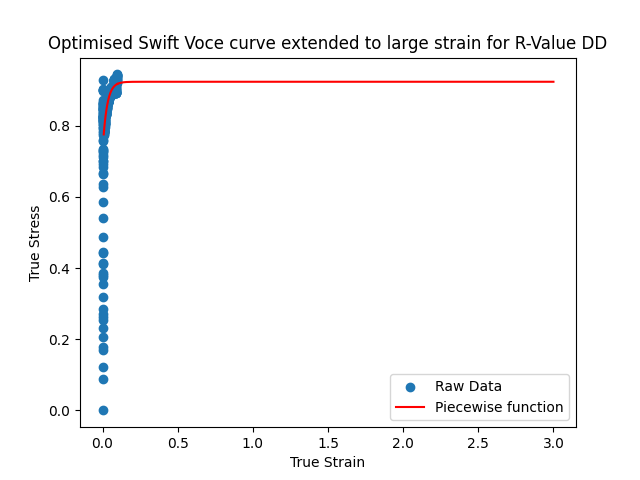 Optimised Swift Voce curve extended to large strain for R-Value DD
True Stress
0.8
0.6
0.4
0.2
0.0
0.0 0.5 1.0 1.5 2.0 2.5 3.0
True Strain
Raw Data
Piecewise function